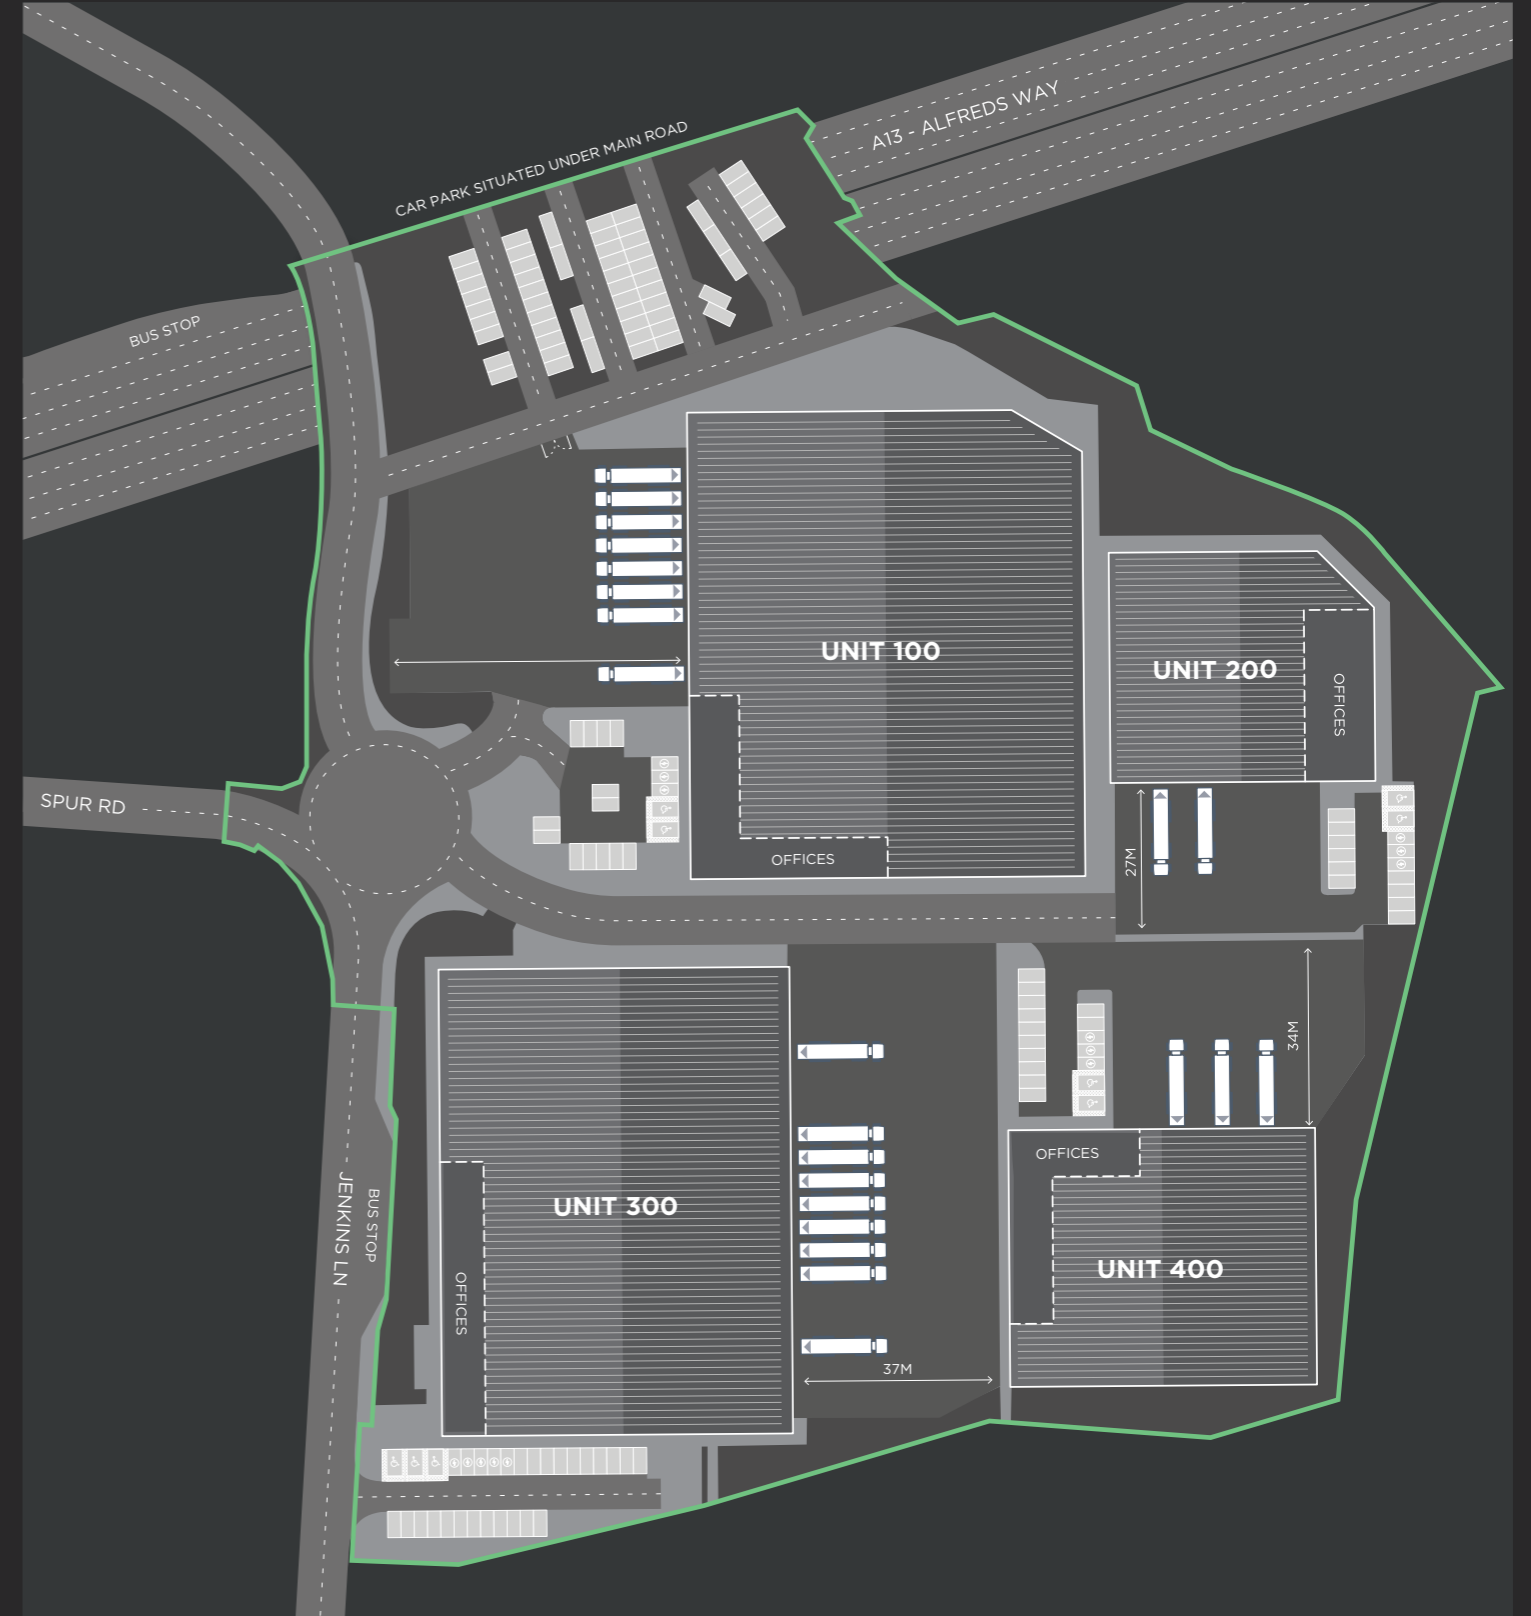 A13 - ALFREDS WAY
CAR PARK SITUATED UNDER MAIN ROAD
BUS STOP
UNIT 100
UNIT 200
OFFICES
SPUR RD
OFFICES
27M
34M
OFFICES
UNIT 300
JENKINS LN
BUS STOP
OFFICES
UNIT 400
37M